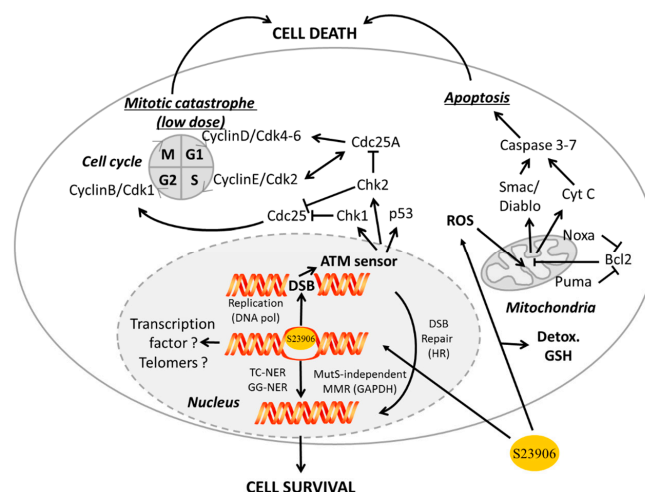 CELL DEATH
Mitotic catastrophe
(low dose)
Apoptosis
CyclinD/Cdk4-6
Cdc25A
Caspase 3-7
Cell cycle
M G1
G2 S
CyclinB/Cdk1
CyclinE/Cdk2
Chk2
Smac/
Diablo
Cyt C
Cdc25
Chk1
p53
ROS
Noxa
Bcl2
Puma
Mitochondria
ATM sensor
DSB
Replication
(DNA pol)
Transcription
factor ?
Telomers ?
S23906
DSB
Repair
(HR)
Detox.
GSH
TC-NER
GG-NER
MutS-independent
MMR (GAPDH)
Nucleus
S23906
CELL SURVIVAL